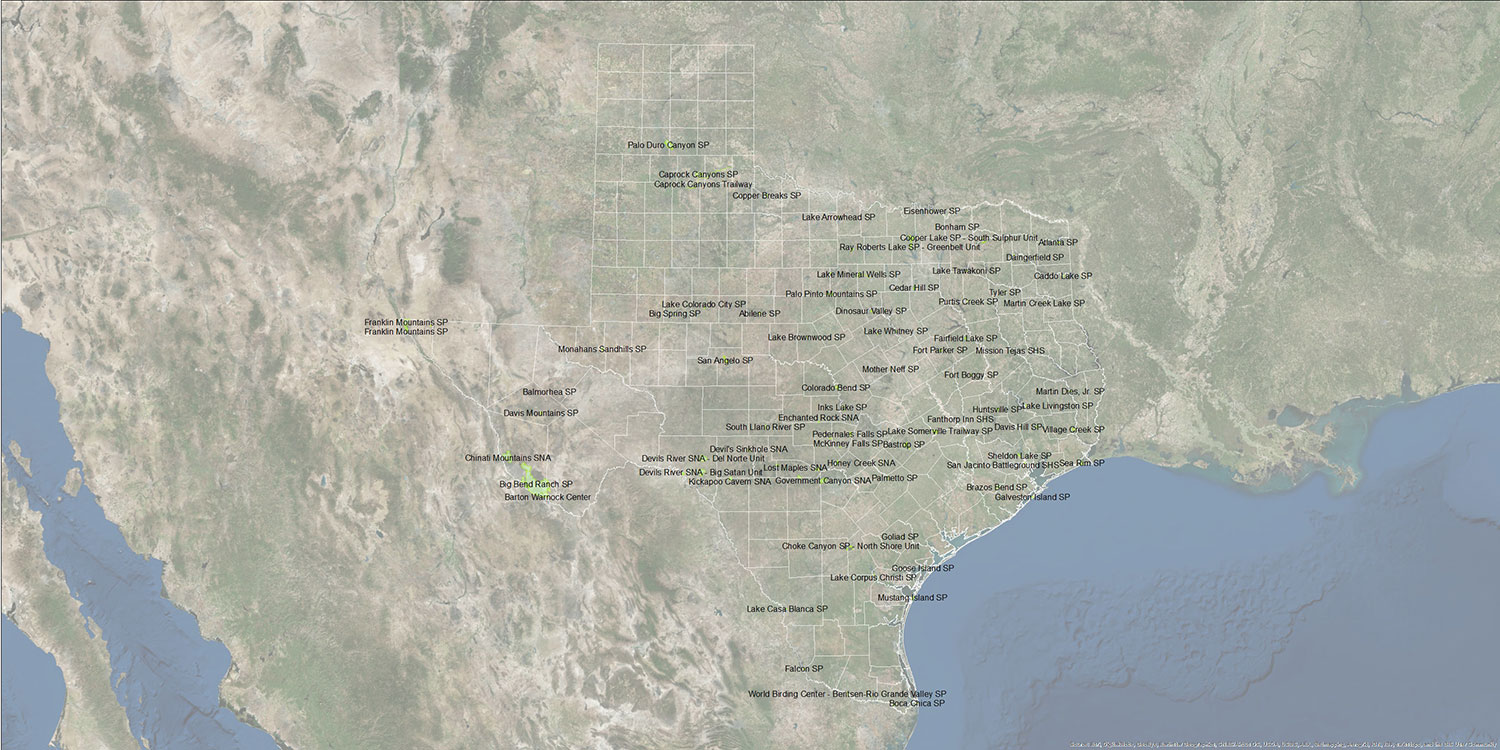 Palo Duro Canyon SP
Caprock Canyons SP
Caprock Canyons Trailway
Copper Breaks SP
Lake Arrowhead SP
Eisenhower SP
Bonham SP
Cooper Lake SP - South Sulphur Unit
Atlanta SP
Ray Roberts Lake SP - Greenbelt Unit
Daingerfield SP
Lake Mineral Wells SP
Lake Tawakoni SP
Caddo Lake SP
Cedar Hill SP
Palo Pinto Mountains SP
Tyler SP
Purtis Creek SP
Martin Creek Lake SP
Lake Colorado City SP
Big Spring SP
Abilene SP
Dinosaur Valley SP
Franklin Mountains SP
Franklin Mountains SP
Lake Whitney SP
Lake Brownwood SP
Fairfield Lake SP
Monahans Sandhills SP
Fort Parker SP
Mission Tejas SHS
San Angelo SP
Mother Neff SP
Fort Boggy SP
Colorado Bend SP
Balmorhea SP
Martin Dies, Jr. SP
Inks Lake SP
Huntsville SP
Lake Livingston SP
Davis Mountains SP
Enchanted Rock SNA
Fanthorp Inn SHS
South Llano River SP
Davis Hill SP
Village Creek SP
Pedernales Falls SP
Lake Somerville Trailway SP
McKinney Falls SP
Bastrop SP
Devil's Sinkhole SNA
Chinati Mountains SNA
Devils River SNA - Del Norte Unit
Sheldon Lake SP
Honey Creek SNA
San Jacinto Battleground SHS
Sea Rim SP
Lost Maples SNA
Devils River SNA - Big Satan Unit
Kickapoo Cavern SNA
Government Canyon SNA
Palmetto SP
Big Bend Ranch SP
Brazos Bend SP
Barton Warnock Center
Galveston Island SP
Goliad SP
Choke Canyon SP - North Shore Unit
Goose Island SP
Lake Corpus Christi SP
Mustang Island SP
Lake Casa Blanca SP
Falcon SP
World Birding Center - Bentsen-Rio Grande Valley SP
Boca Chica SP